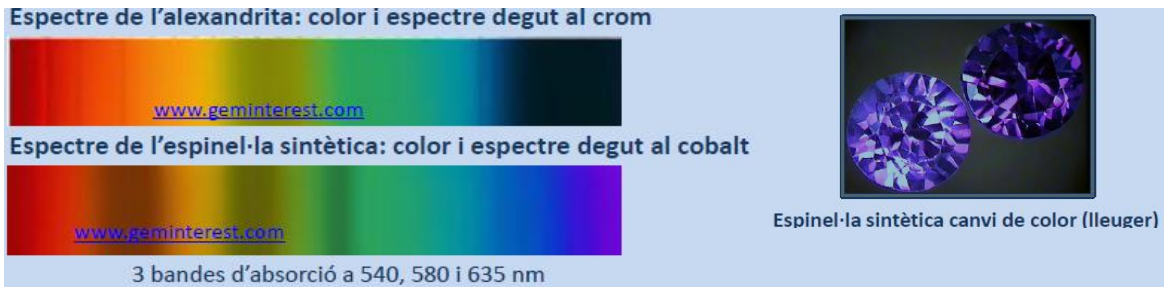 Espectre de l'alexandrita: color i espectre degut al crom
www.geminterest.com
Espectre de l'espinel·la sintètica: color i espectre degut al cobalt
www.geminterest.com
3 bandes d'absorció a 540, 580 i 635 nm
Espinel·la sintètica canvi de color (lleuger)